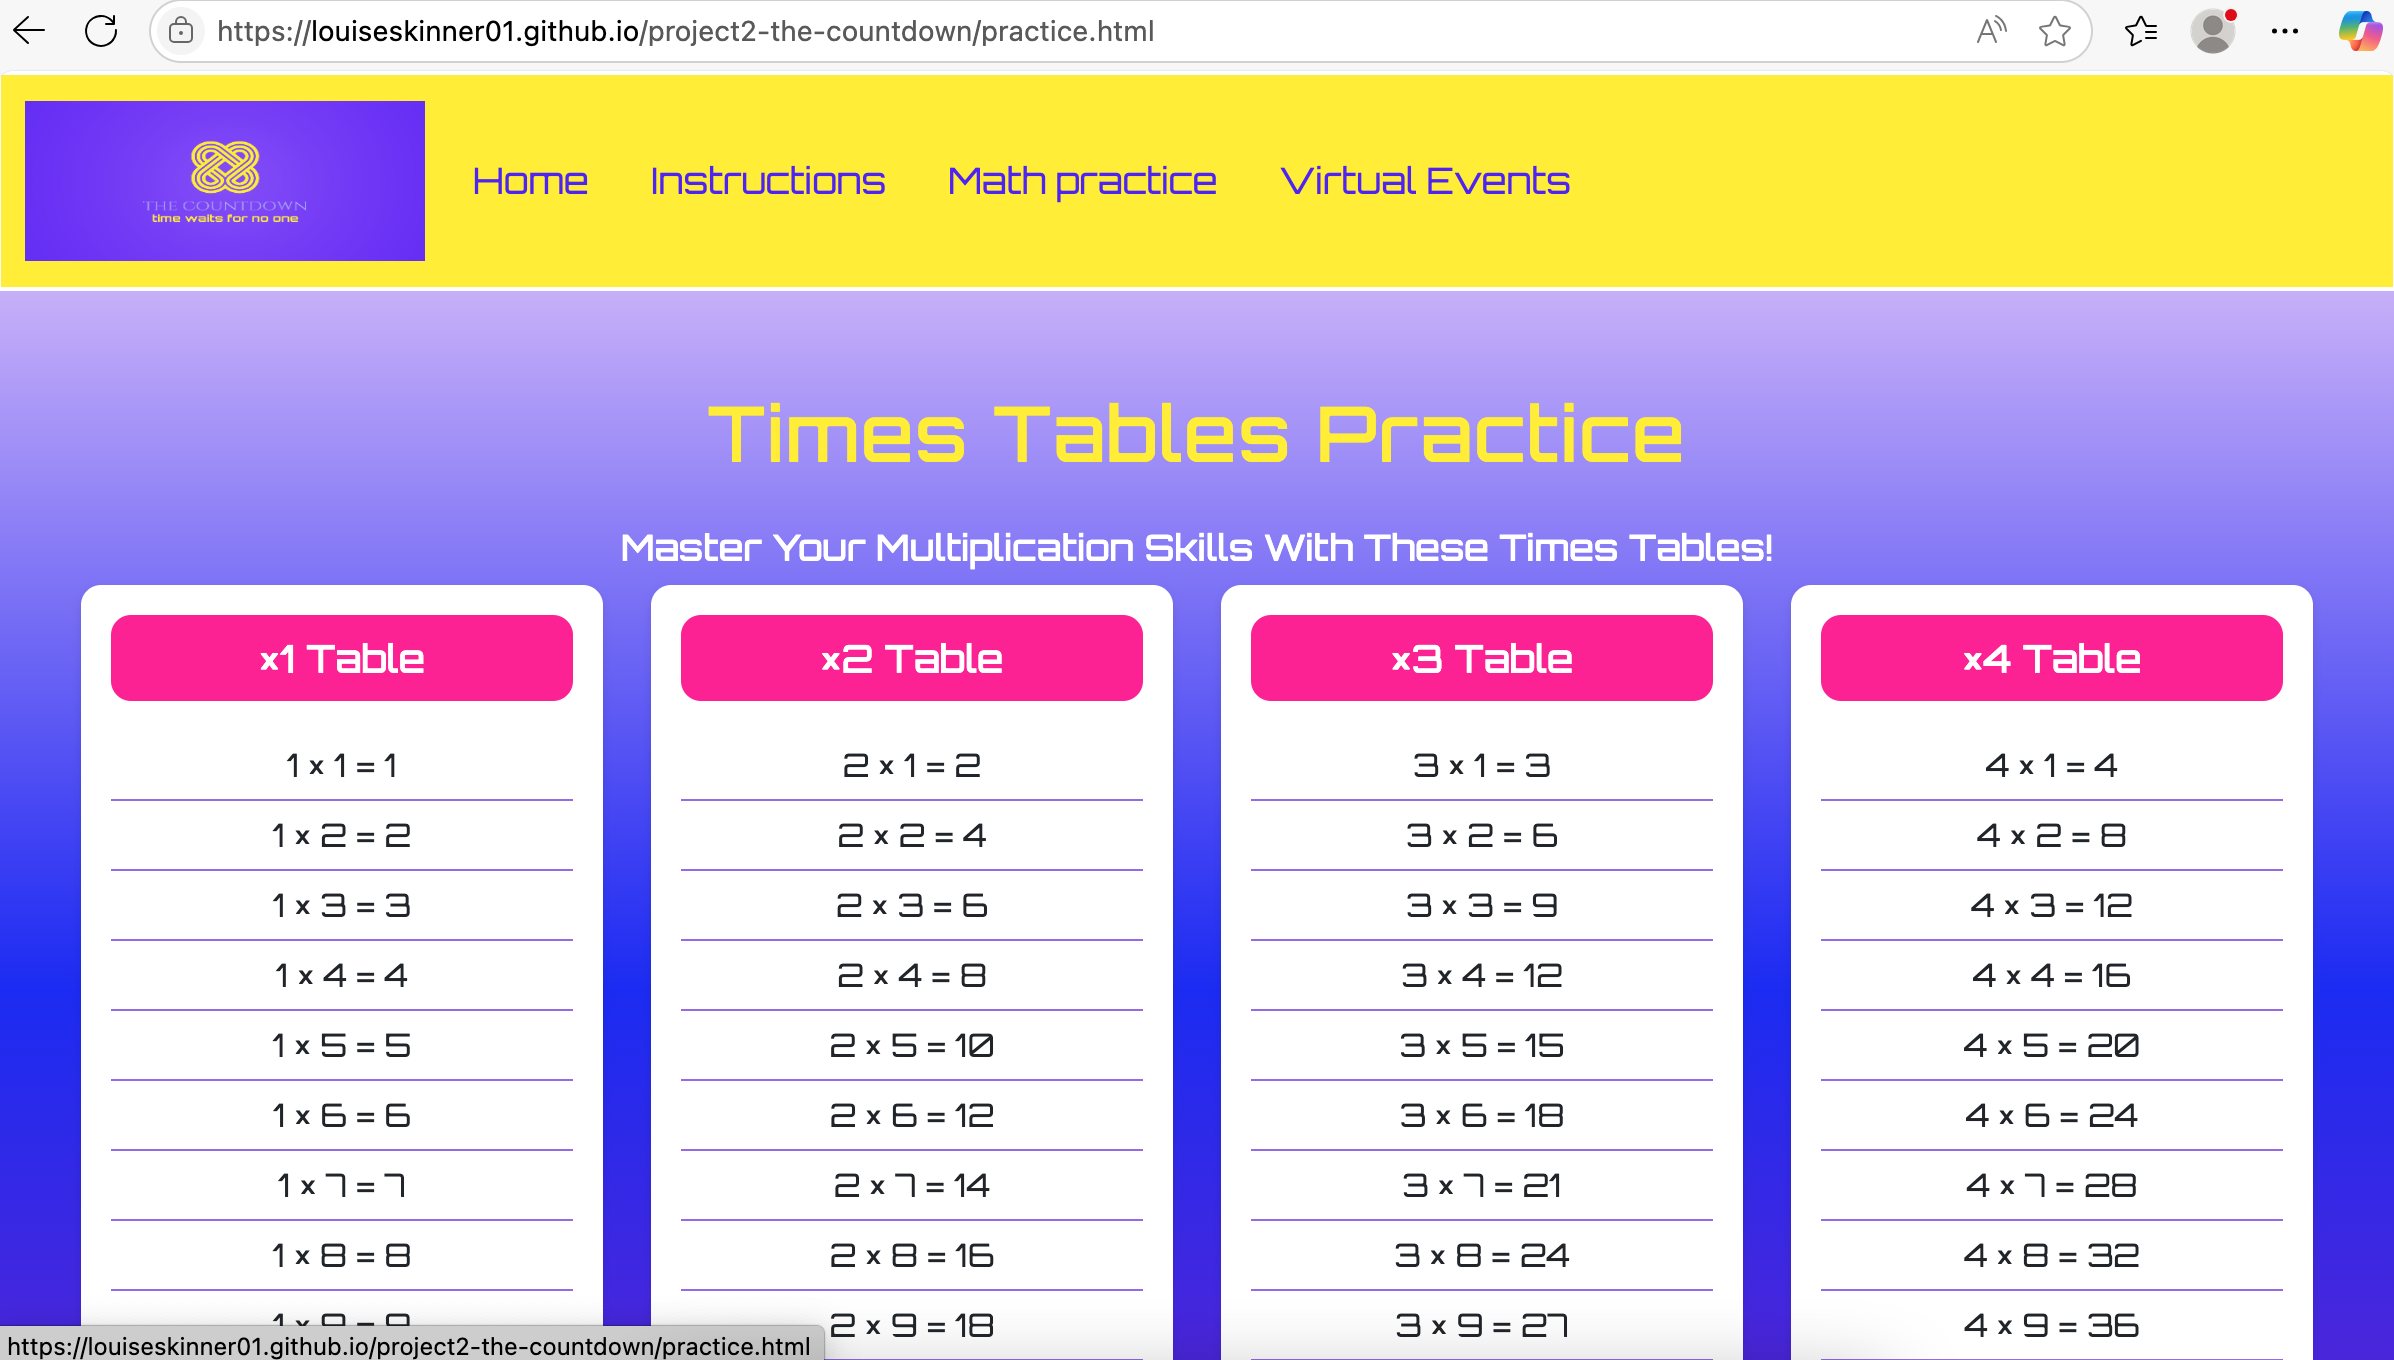 https://louiseskinner01.github.io/project2-the-countdown/practice.html
THE COUNTDOWN
time waits for no one
Home Instructions Math practice Virtual Events
Times Tables Practice
Master Your Multiplication Skills With These Times Tables!
x1 Table
1 x 1 = 1
1 x 2 = 2
1 x 3 = 3
1 x 4 = 4
1 x 5 = 5
1 x 6 = 6
1 x 7 = 7
1 x 8 = 8
1 x 9 = 9
x2 Table
2 x 1 = 2
2 x 2 = 4
2 x 3 = 6
2 x 4 = 8
2 x 5 = 10
2 x 6 = 12
2 x 7 = 14
2 x 8 = 16
2 x 9 = 18
x3 Table
3 x 1 = 3
3 x 2 = 6
3 x 3 = 9
3 x 4 = 12
3 x 5 = 15
3 x 6 = 18
3 x 7 = 21
3 x 8 = 24
3 x 9 = 27
x4 Table
4 x 1 = 4
4 x 2 = 8
4 x 3 = 12
4 x 4 = 16
4 x 5 = 20
4 x 6 = 24
4 x 7 = 28
4 x 8 = 32
4 x 9 = 36
https://louiseskinner01.github.io/project2-the-countdown/practice.html